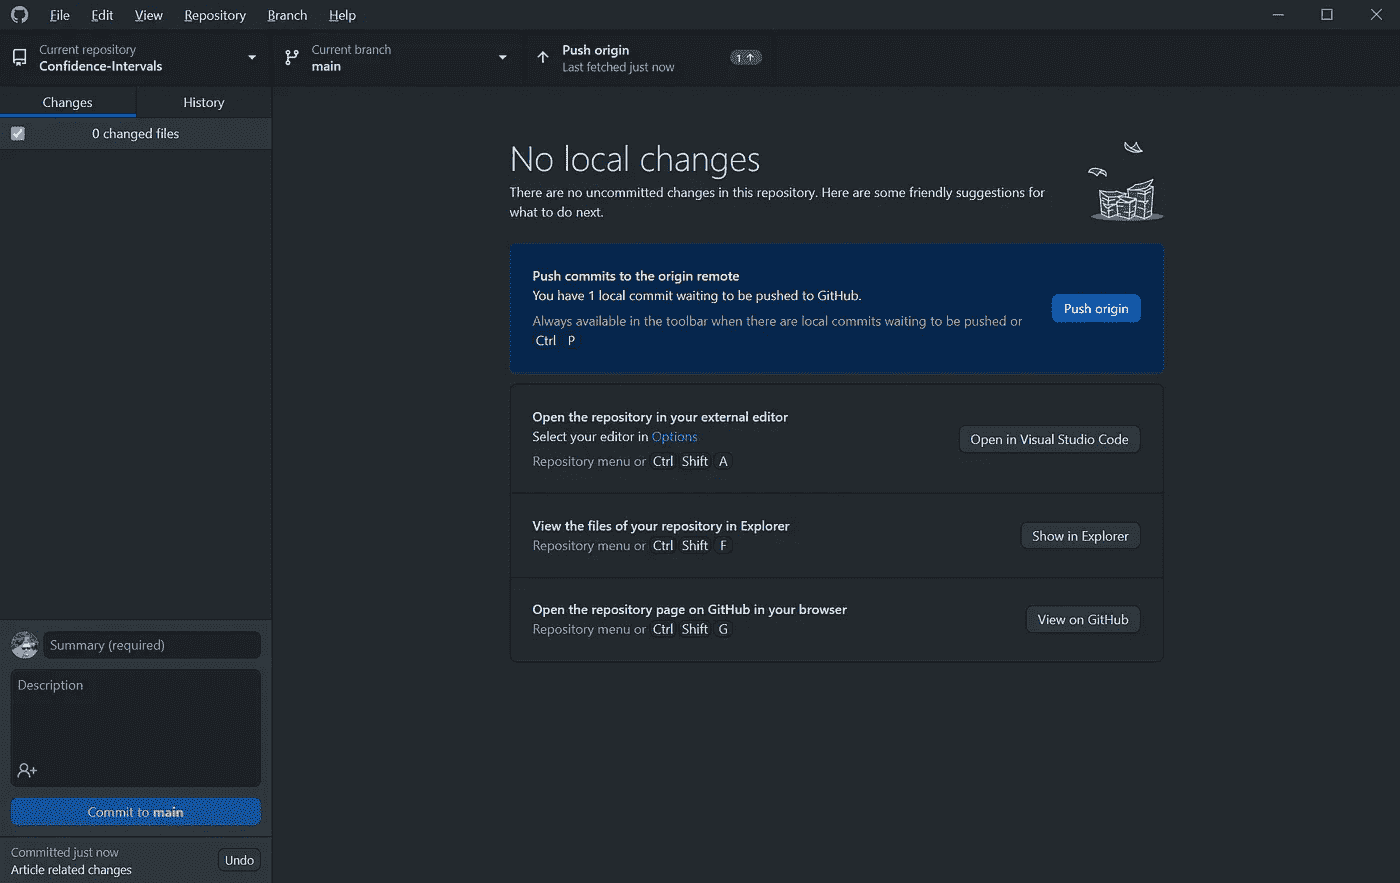 File Edit View Repository Branch Help
Current repository
Confidence-Intervals
Current branch
main
Push origin
Last fetched just now
1
Changes
History
0 changed files
No local changes
There are no uncommitted changes in this repository. Here are some friendly suggestions for
what to do next.
Push commits to the origin remote
You have 1 local commit waiting to be pushed to GitHub.
Always available in the toolbar when there are local commits waiting to be pushed or
Ctrl P
Push origin
Open the repository in your external editor
Select your editor in Options
Repository menu or Ctrl Shift A
Open in Visual Studio Code
View the files of your repository in Explorer
Repository menu or Ctrl Shift F
Show in Explorer
Open the repository page on GitHub in your browser
Repository menu or Ctrl Shift G
View on GitHub
Summary (required)
Description
Commit to main
Committed just now
Article related changes
Undo